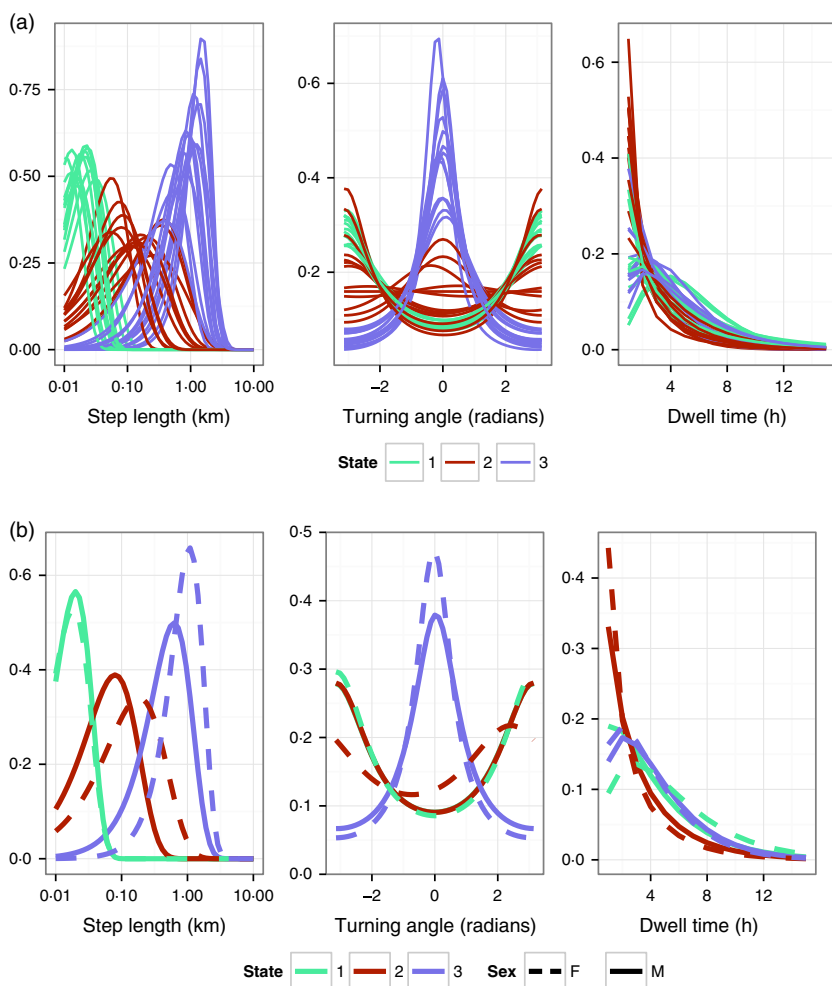 (a)
0·75
0·50
0·25
0·00
0·01 0·10 1·00 10·00
Step length (km)
0·6
0·4
0·2
−2 0 2
Turning angle (radians)
0·6
0·4
0·2
0·0
4 8 12
Dwell time (h)
State 1 2 3
(b)
0·6
0·4
0·2
0·0
0·01 0·10 1·00 10·00
Step length (km)
0·5
0·4
0·3
0·2
0·1
0·0
−2 0 2
Turning angle (radians)
0·4
0·3
0·2
0·1
0·0
4 8 12
Dwell time (h)
State 1 2 3 Sex F M